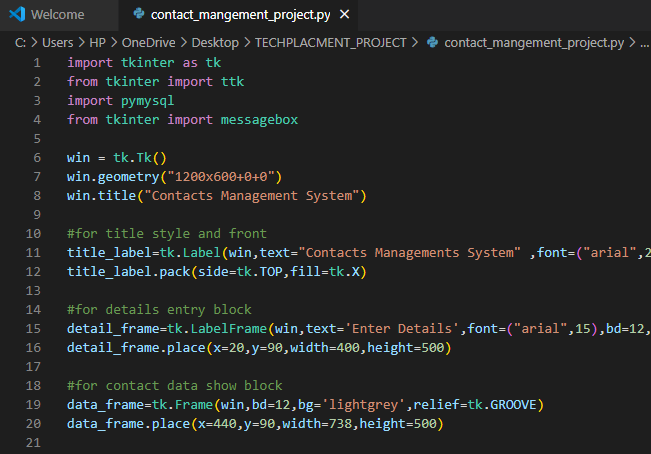 Welcome
contact_mangement_project.py ×
C: > Users > HP > OneDrive > Desktop > TECHPLACMENT_PROJECT > contact_mangement_project.py > ...
1 import tkinter as tk
2 from tkinter import ttk
3 import pymysql
4 from tkinter import messagebox
5
6 win = tk.Tk()
7 win.geometry("1200x600+0+0")
8 win.title("Contacts Management System")
9
10 #for title style and front
11 title_label=tk.Label(win,text="Contacts Managements System" ,font=("arial",2
12 title_label.pack(side=tk.TOP,fill=tk.X)
13
14 #for details entry block
15 detail_frame=tk.LabelFrame(win,text='Enter Details',font=("arial",15),bd=12,
16 detail_frame.place(x=20,y=90,width=400,height=500)
17
18 #for contact data show block
19 data_frame=tk.Frame(win,bd=12,bg='lightgrey',relief=tk.GROOVE)
20 data_frame.place(x=440,y=90,width=738,height=500)
21